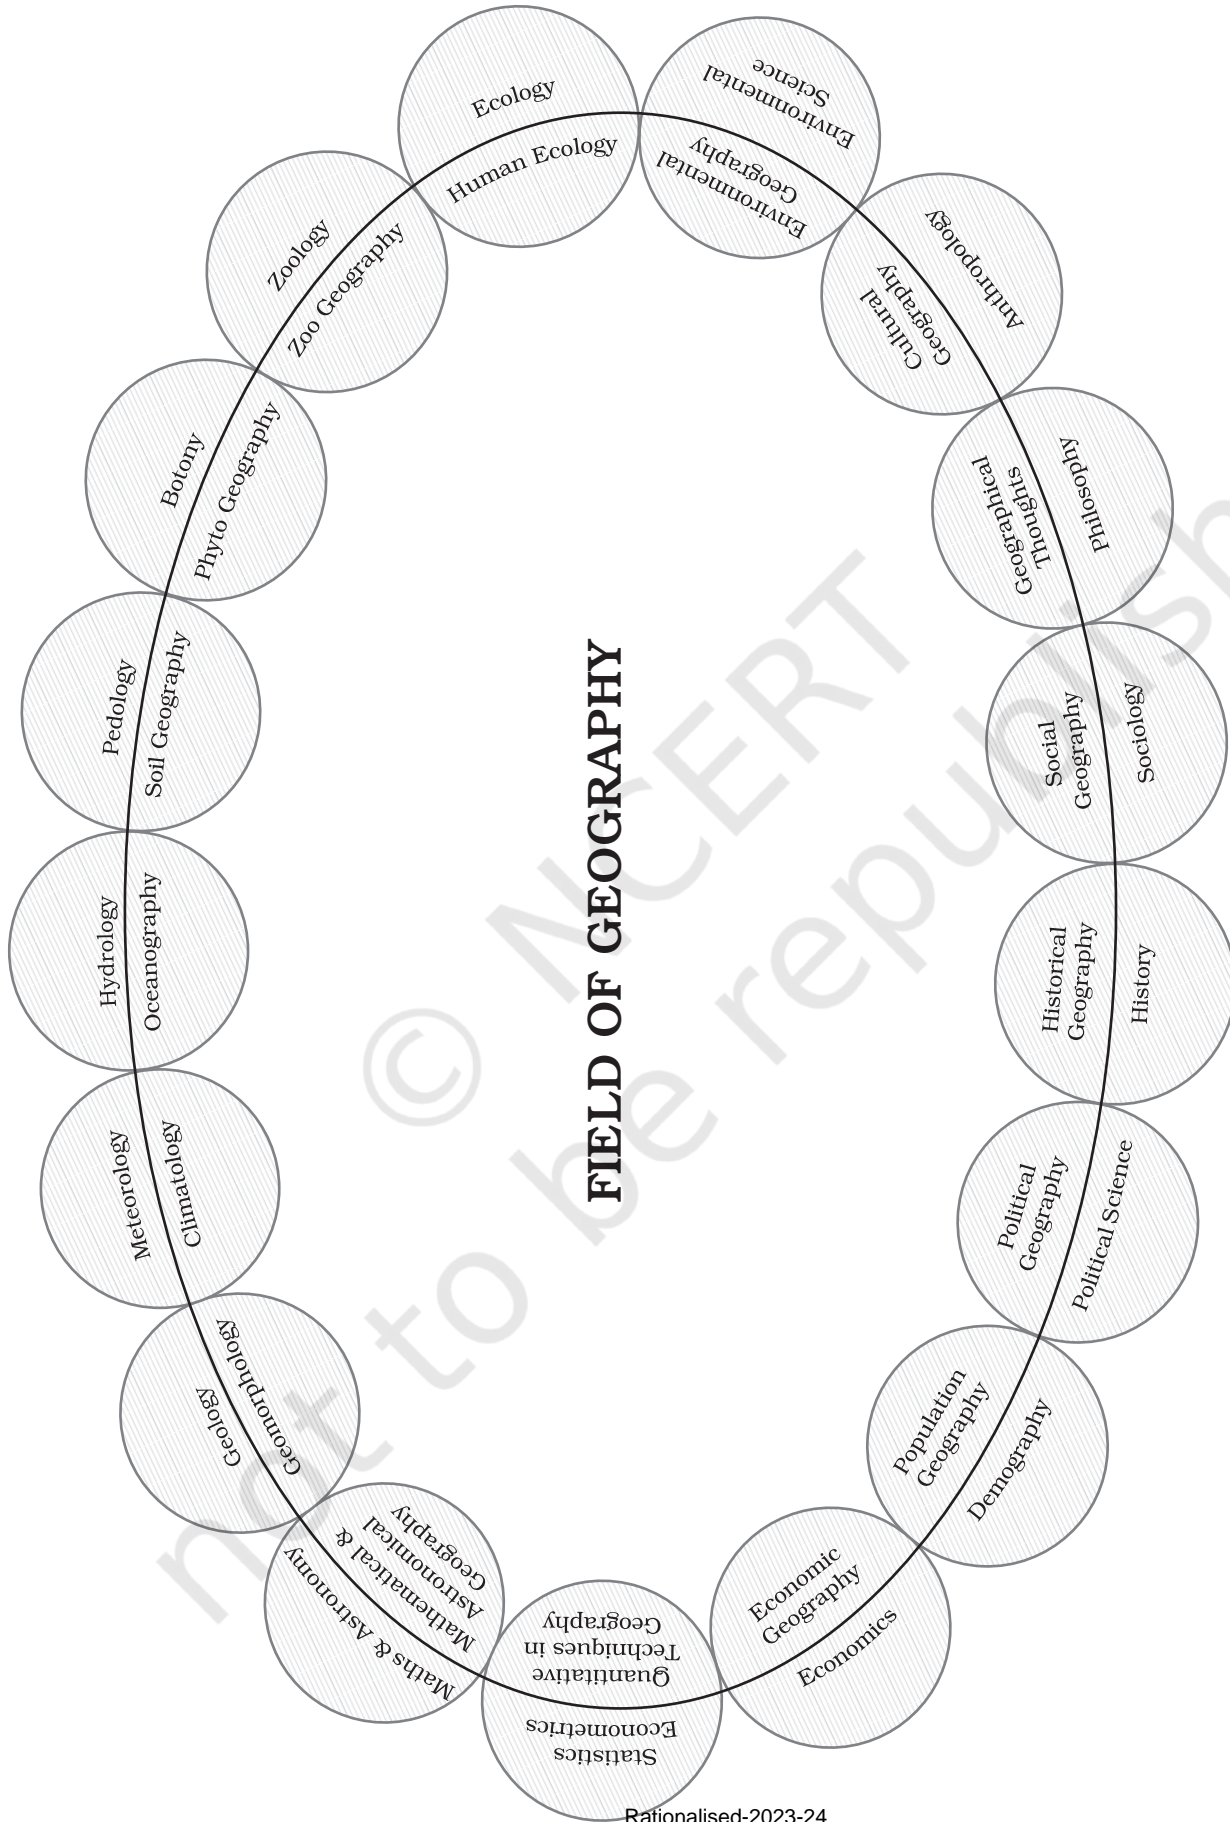 FIELD OF GEOGRAPHY
Ecology
Human Ecology
Environmental
Science
Environmental
Geography
Anthropology
Cultural
Geography
Philosophy
Geographical
Thoughts
Sociology
Social
Geography
History
Historical
Geography
Political Science
Political
Geography
Demography
Population
Geography
Economics
Economic
Geography
Statistics
Econometrics
Quantitative
Techniques in
Geography
Maths & Astronomy
Mathematical &
Astronomical
Geography
Geology
Geomorphology
Meteorology
Climatology
Hydrology
Oceanography
Pedology
Soil Geography
Botony
Phyto Geography
Zoology
Zoo Geography
© NCERT
not to be republish
Rationalised-2023-24